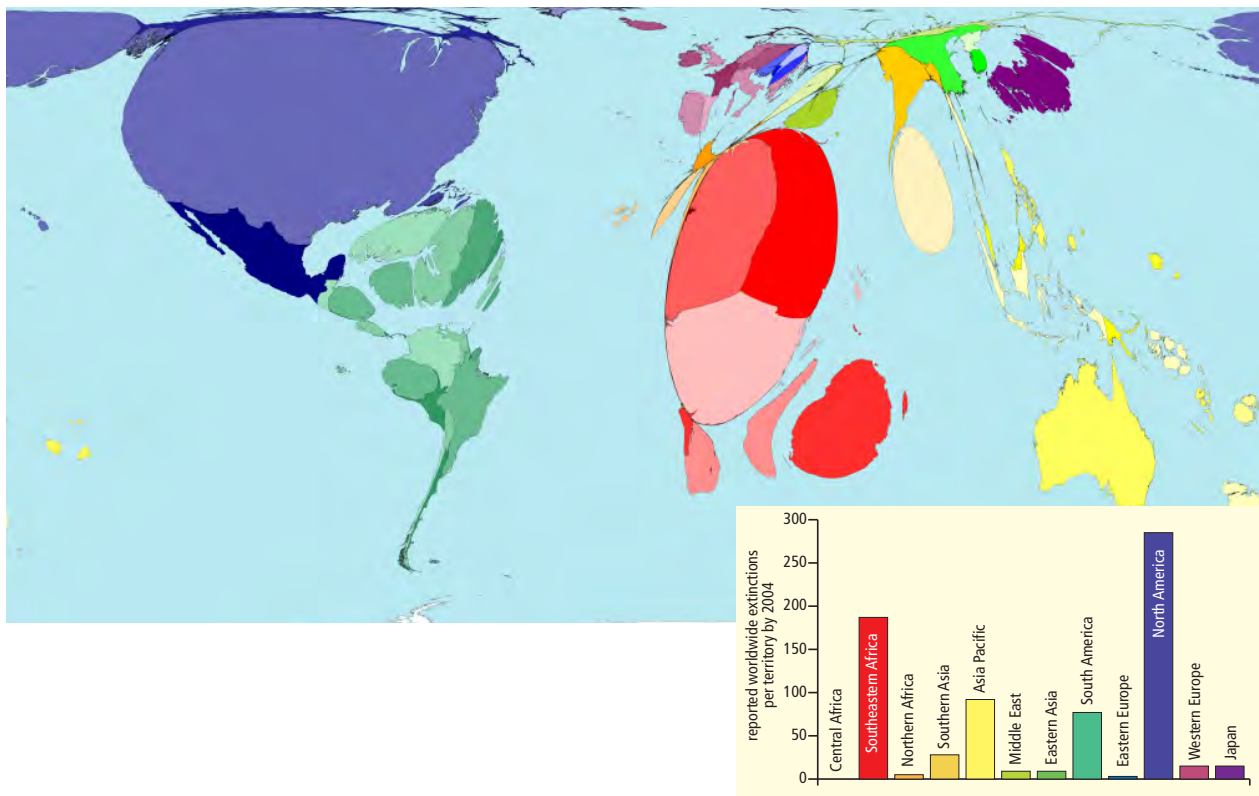 reported worldwide extinctions
per territory by 2004
300
250
200
150
100
50
0
Central Africa
Southeastern Africa
Northern Africa
Southern Asia
Asia Pacific
Middle East
Eastern Asia
South America
Eastern Europe
North America
Western Europe
Japan